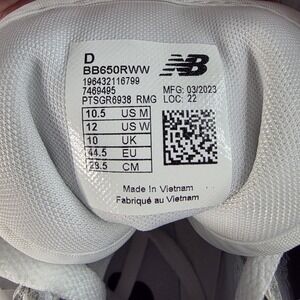 D
BB650RWW
NB
196432116799
7469495
MFG: 03/2023
PTSGR6938 RMG
LOC: 22
10.5 US M
12 US W
10 UK
44.5 EU
28.5 CM
Made in Vietnam
Fabriqué au Vietnam